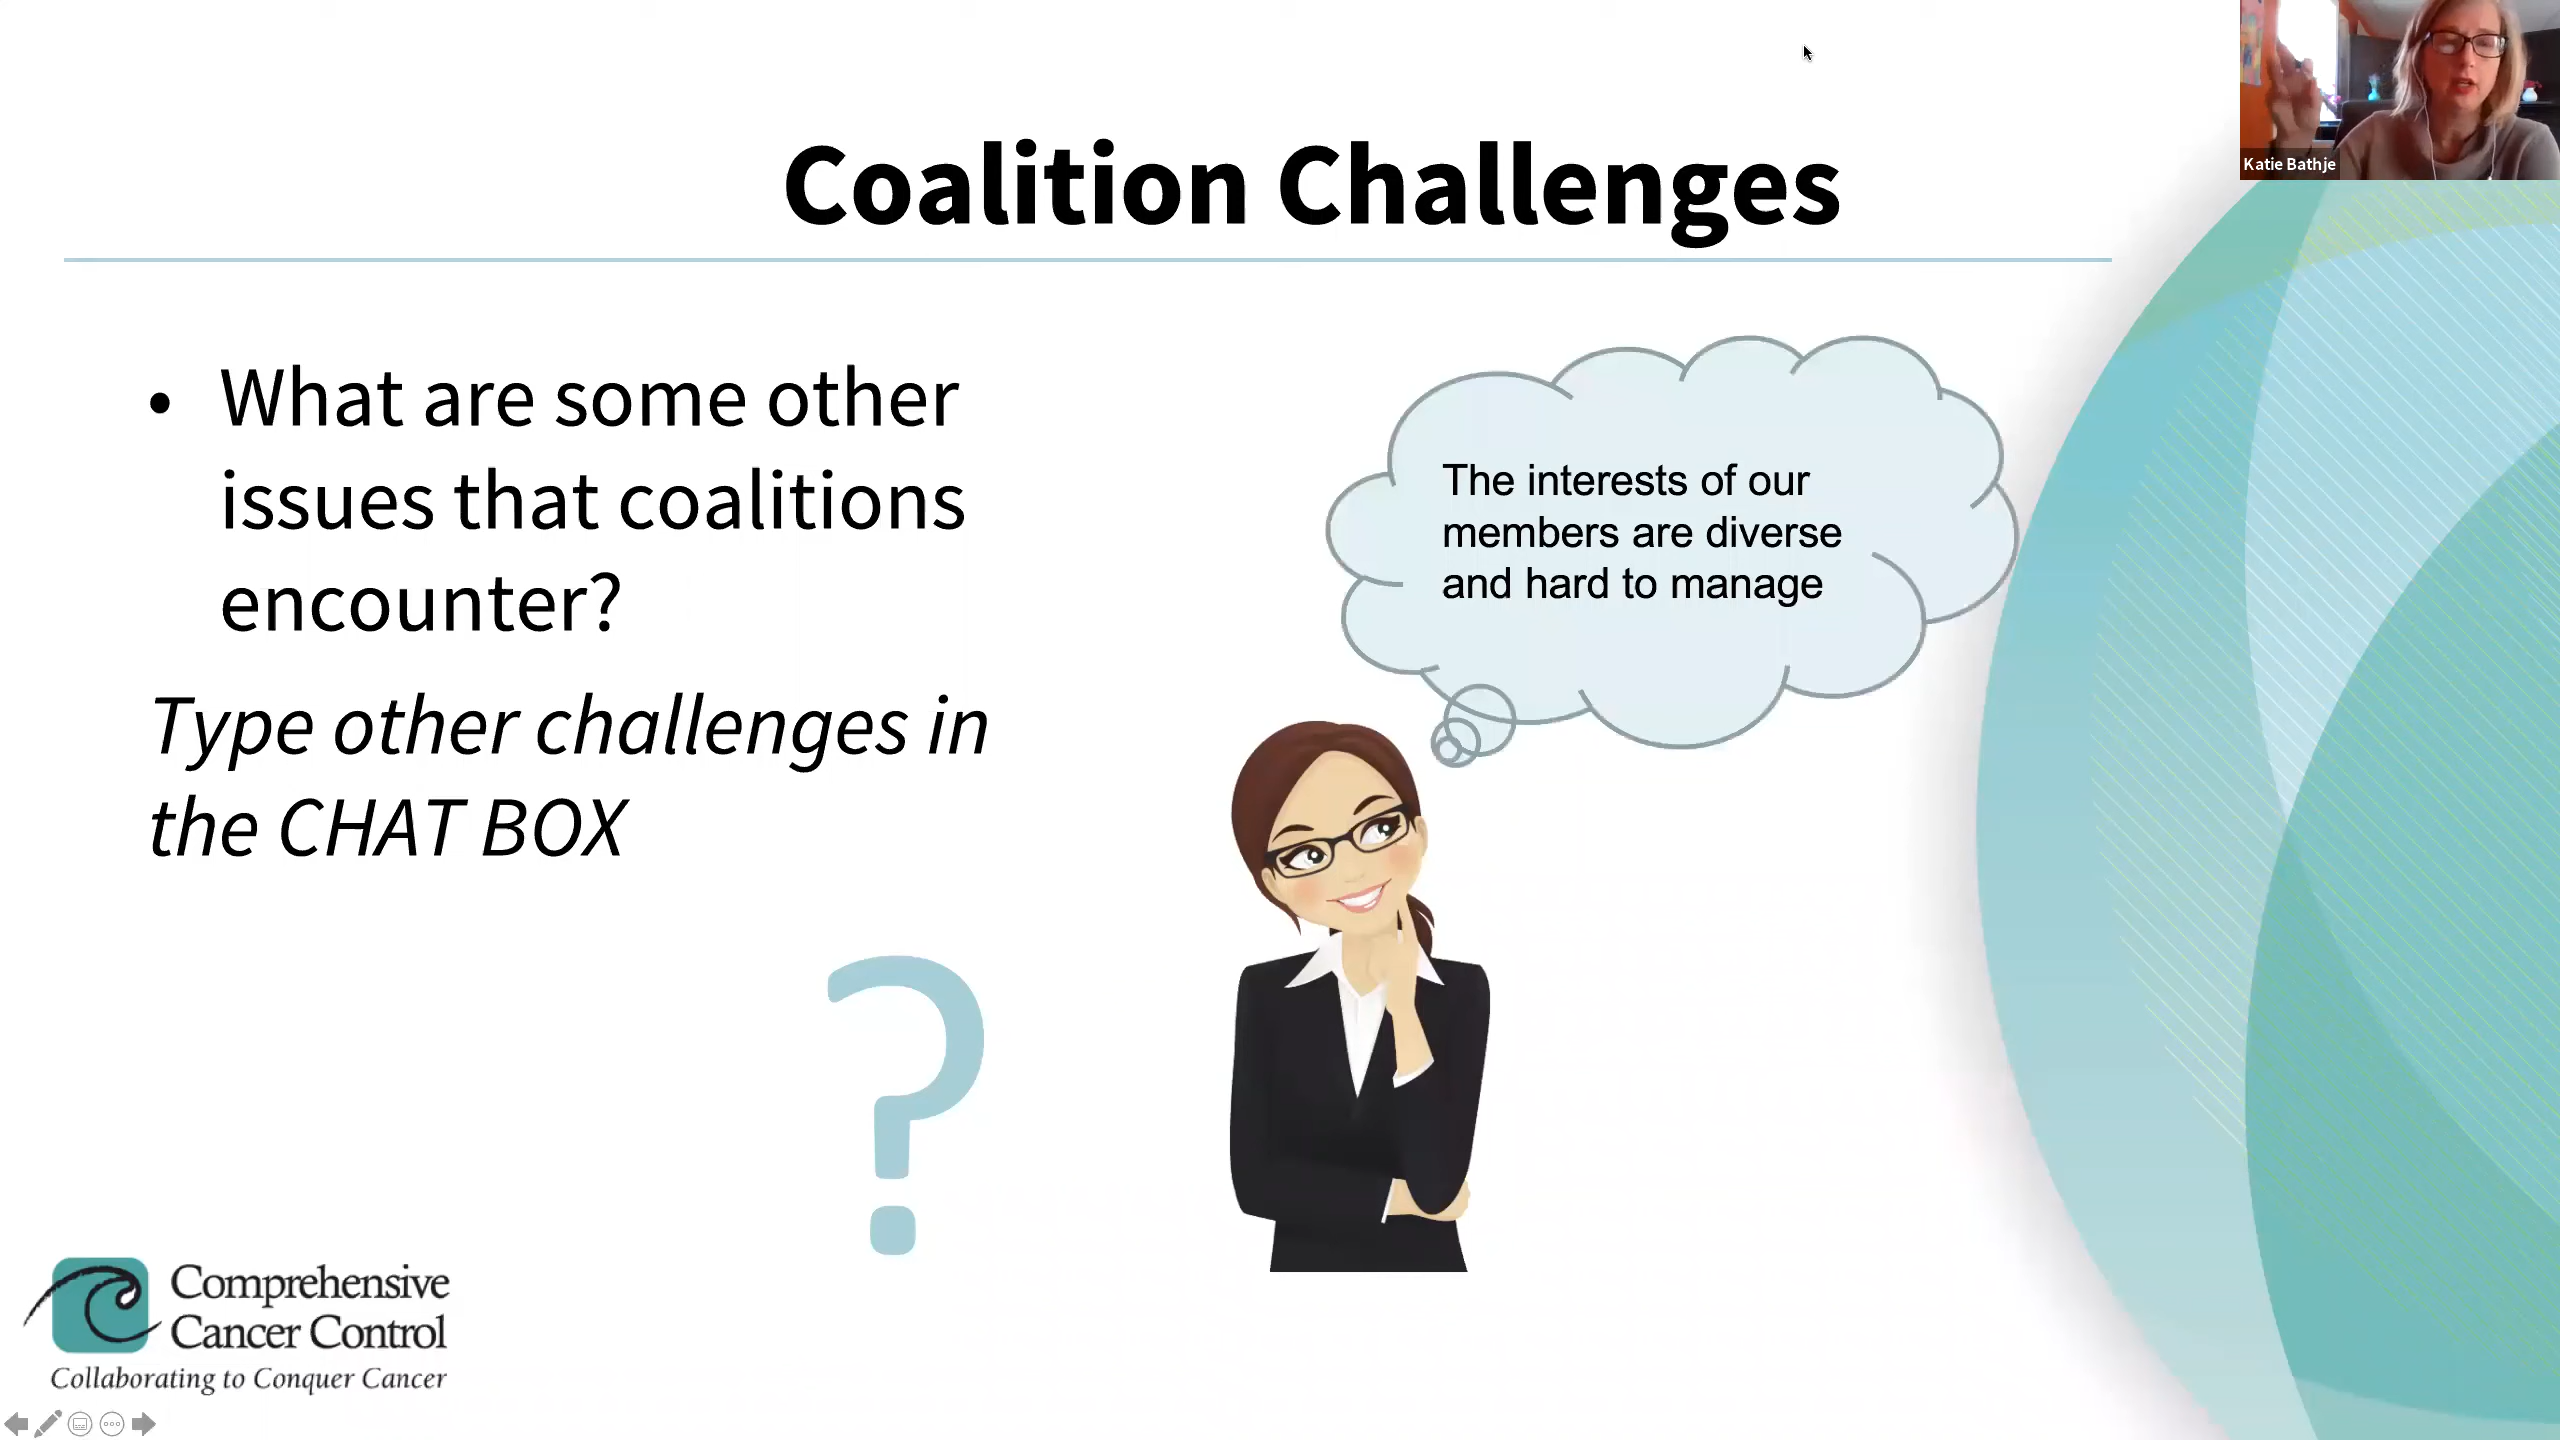 Katie Bathje
Coalition Challenges
• What are some other
issues that coalitions
encounter?
Type other challenges in
the CHAT BOX
The interests of our
members are diverse
and hard to manage
?
Comprehensive
Cancer Control
Collaborating to Conquer Cancer